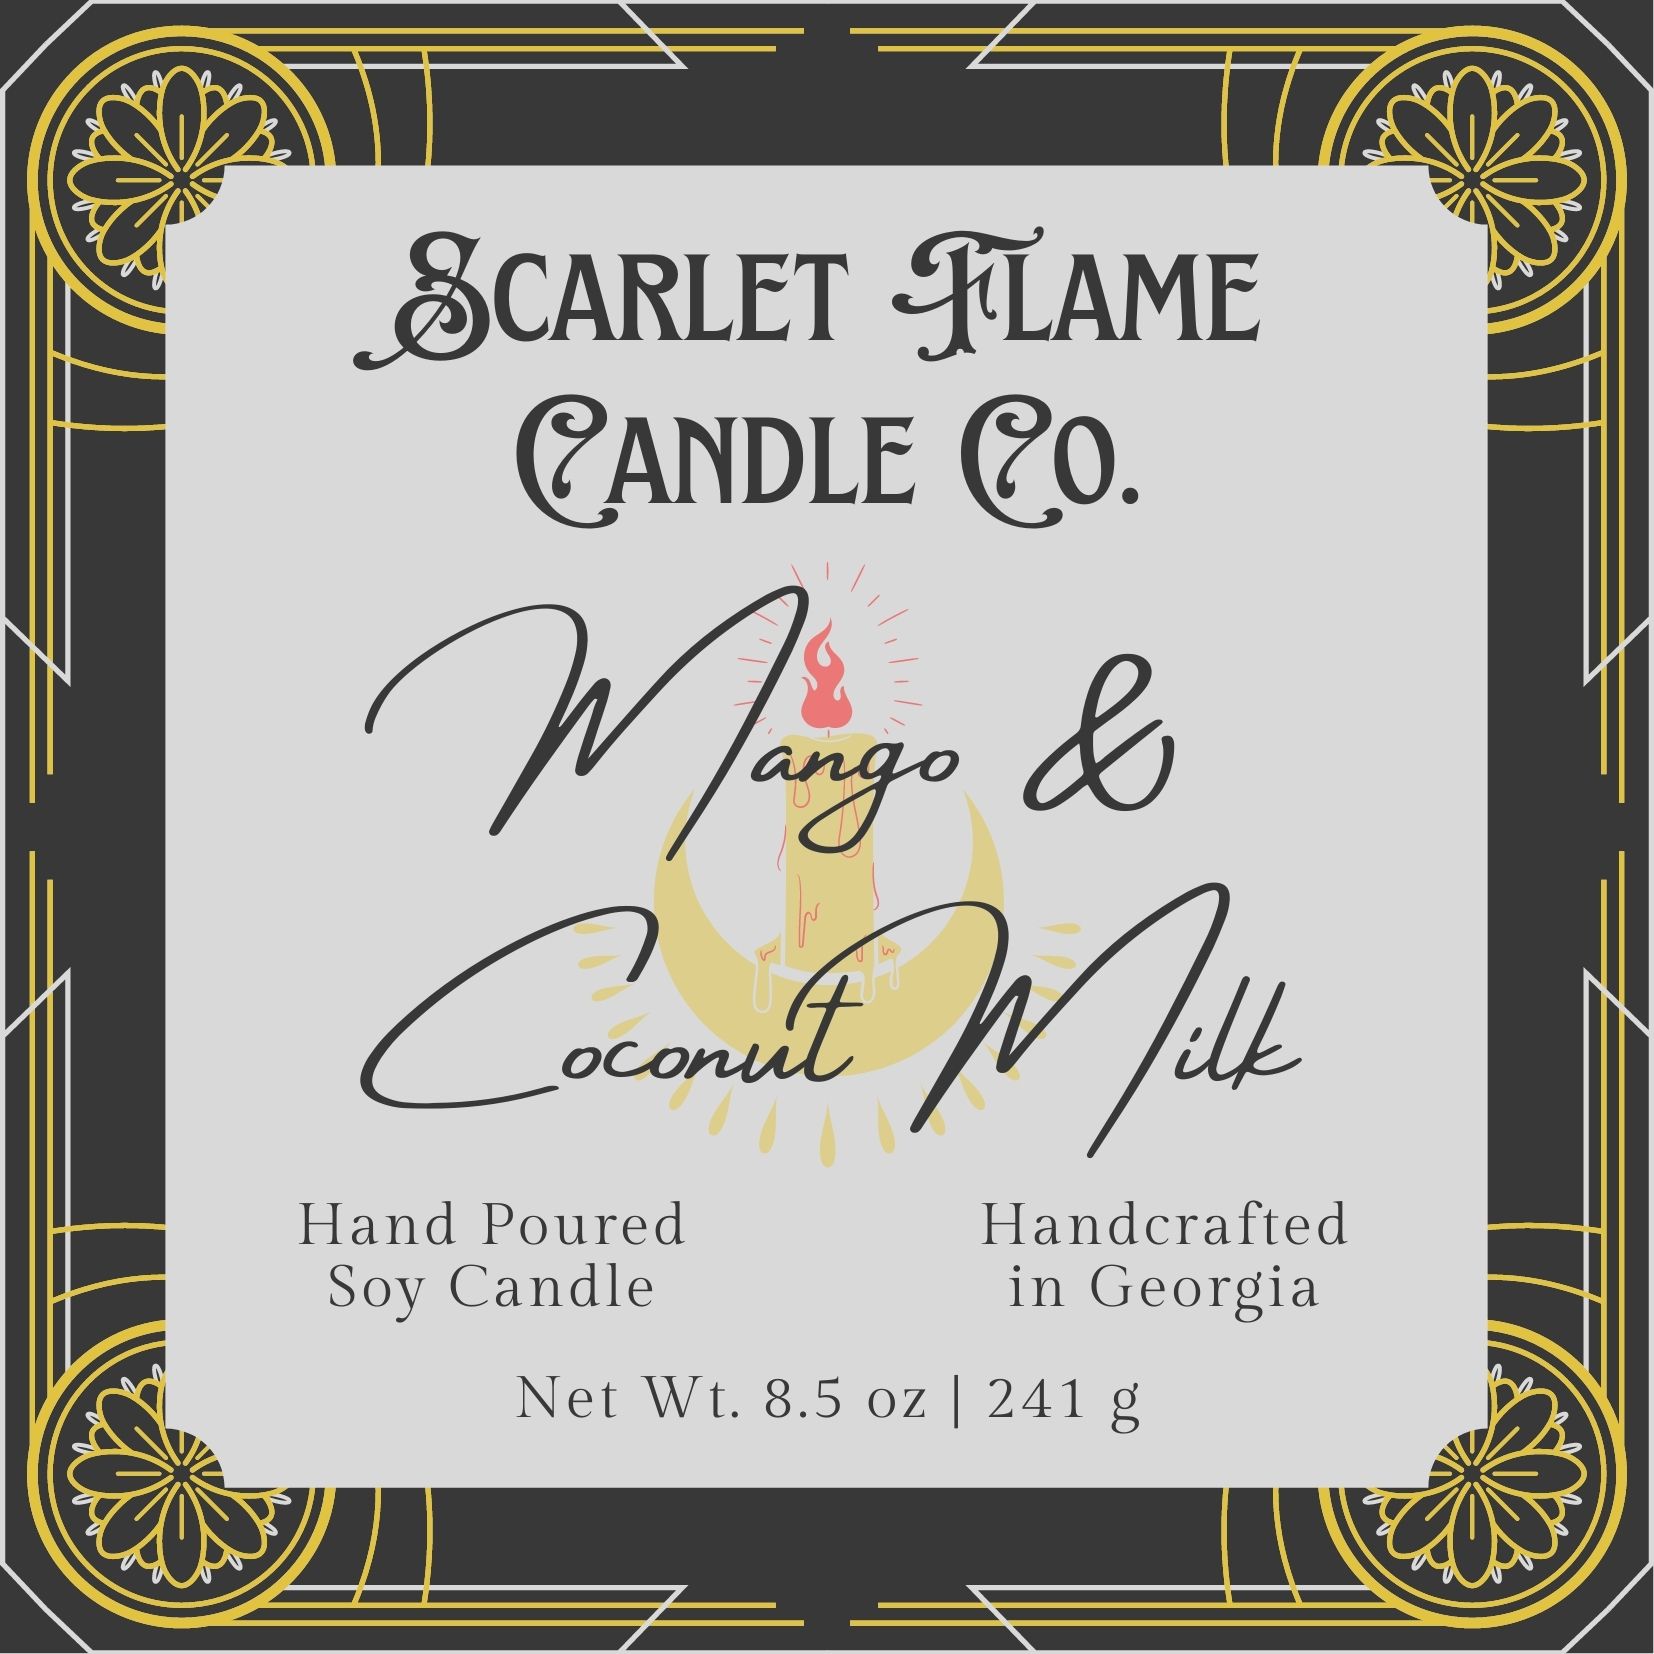 Scarlet Flame
Candle Co.
Mango &
Coconut Milk
Hand Poured
Soy Candle
Handcrafted
in Georgia
Net Wt. 8.5 oz | 241 g